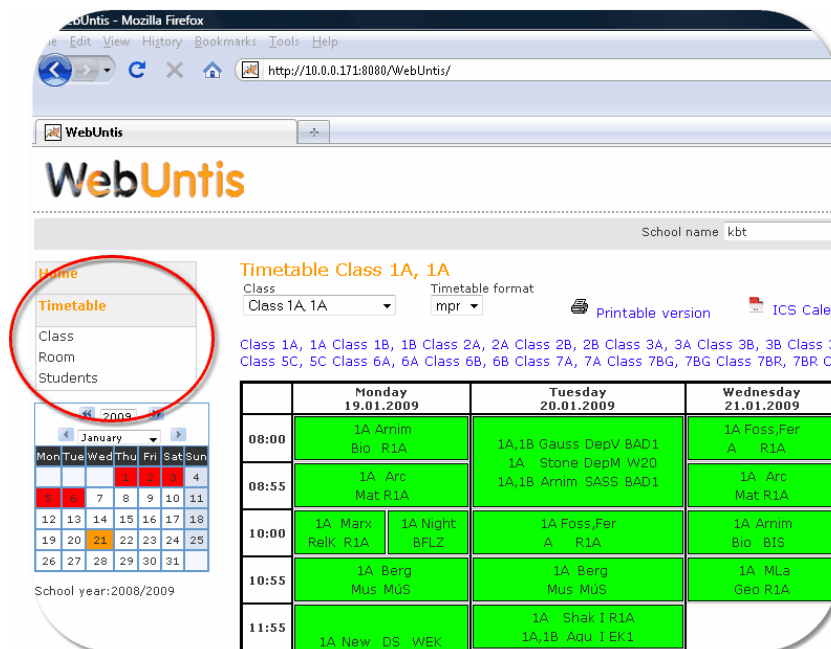 WebUntis - Mozilla Firefox
Edit View History Bookmarks Tools Help
http://10.0.0.171:8080/WebUntis/
WebUntis
WebUntis
School name kbt
Home
Timetable
Class
Room
Students
2009
January
Mon Tue Wed Thu Fri Sat Sun
1 2 3 4
5 6 7 8 9 10 11
12 13 14 15 16 17 18
19 20 21 22 23 24 25
26 27 28 29 30 31
School year:2008/2009
Timetable Class 1A, 1A
Class Timetable format
Class 1A, 1A mpr Printable version ICS Cale
Class 1A, 1A Class 1B, 1B Class 2A, 2A Class 2B, 2B Class 3A, 3A Class 3B, 3B Class
Class 5C, 5C Class 6A, 6A Class 6B, 6B Class 7A, 7A Class 7BG, 7BG Class 7BR, 7BR
Monday Tuesday Wednesday
19.01.2009 20.01.2009 21.01.2009
08:00
1A Arnim
Bio R1A
1A,1B Gauss DepV BAD1
1A Stone DepM W20
1A,1B Arnim SASS BAD1
1A Foss,Fer
A R1A
08:55
1A Arc
Mat R1A
1A Arc
Mat R1A
10:00
1A Marx
RelK R1A
1A Night
BFLZ
1A Foss,Fer
A R1A
1A Arnim
Bio BIS
10:55
1A Berg
Mus MúS
1A Berg
Mus MúS
1A MLa
Geo R1A
11:55
1A New DS WEK
1A Shak I R1A
1A,1B Aqu I EK1